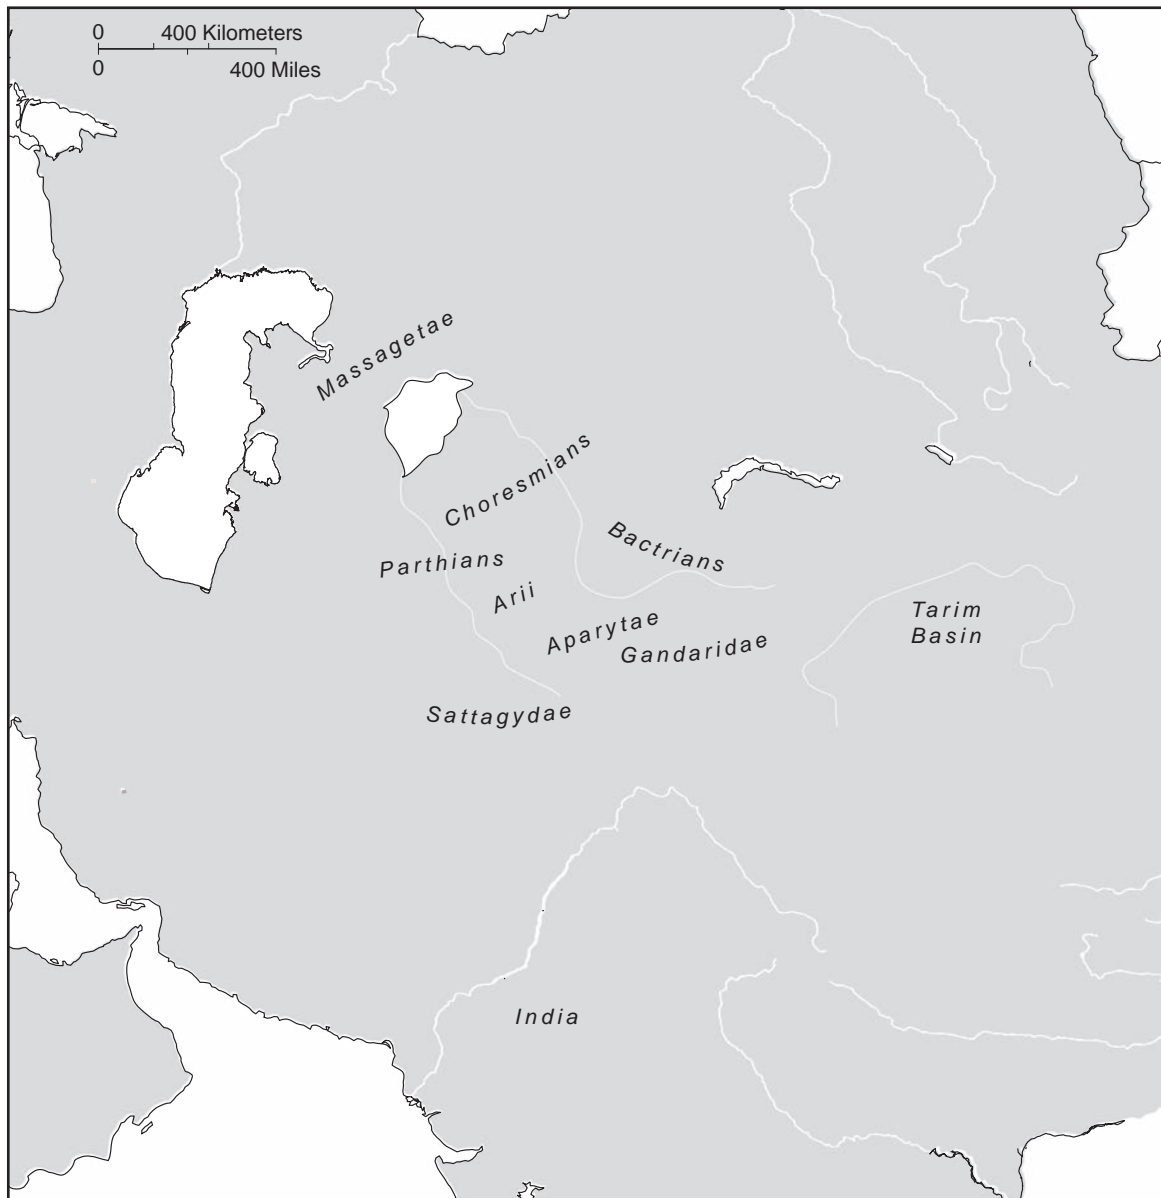 0 400 Kilometers
0 400 Miles
Massagetae
Choresmians
Bactrians
Parthians
Arii
Aparytae
Gandaridae
Tarim
Basin
Sattagydae
India